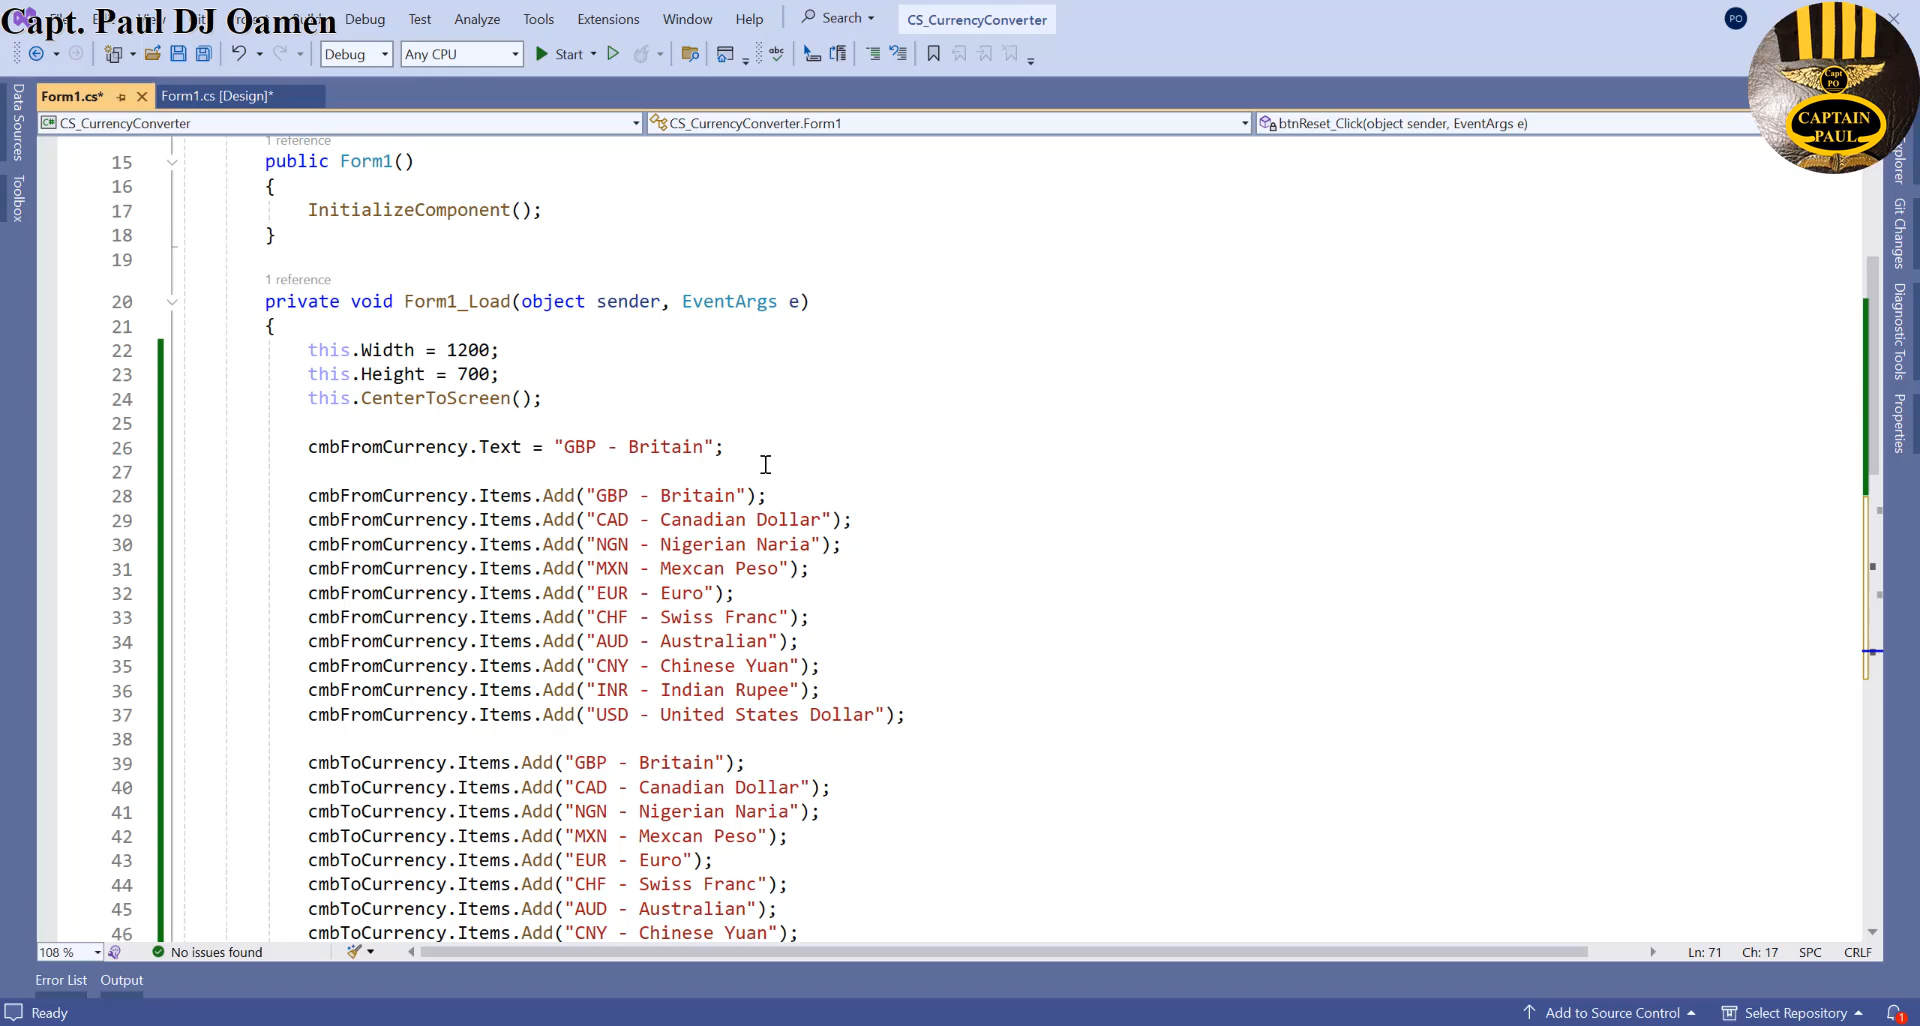 Capt. Paul DJ Oamen
Debug Test Analyze Tools Extensions Window Help Search CS_CurrencyConverter PO
Debug Any CPU Start
Form1.cs* Form1.cs [Design]*
CS_CurrencyConverter CS_CurrencyConverter.Form1 btnReset_Click(object sender, EventArgs e)
Capt
PO
CAPTAIN
PAUL
Data Sources
Toolbox
Git Changes
Diagnostic Tools
Properties
1 reference
15 public Form1()
16 {
17 InitializeComponent();
18 }
19
1 reference
20 private void Form1_Load(object sender, EventArgs e)
21 {
22 this.Width = 1200;
23 this.Height = 700;
24 this.CenterToScreen();
25
26 cmbFromCurrency.Text = "GBP - Britain";
27
28 cmbFromCurrency.Items.Add("GBP - Britain");
29 cmbFromCurrency.Items.Add("CAD - Canadian Dollar");
30 cmbFromCurrency.Items.Add("NGN - Nigerian Naria");
31 cmbFromCurrency.Items.Add("MXN - Mexcan Peso");
32 cmbFromCurrency.Items.Add("EUR - Euro");
33 cmbFromCurrency.Items.Add("CHF - Swiss Franc");
34 cmbFromCurrency.Items.Add("AUD - Australian");
35 cmbFromCurrency.Items.Add("CNY - Chinese Yuan");
36 cmbFromCurrency.Items.Add("INR - Indian Rupee");
37 cmbFromCurrency.Items.Add("USD - United States Dollar");
38
39 cmbToCurrency.Items.Add("GBP - Britain");
40 cmbToCurrency.Items.Add("CAD - Canadian Dollar");
41 cmbToCurrency.Items.Add("NGN - Nigerian Naria");
42 cmbToCurrency.Items.Add("MXN - Mexcan Peso");
43 cmbToCurrency.Items.Add("EUR - Euro");
44 cmbToCurrency.Items.Add("CHF - Swiss Franc");
45 cmbToCurrency.Items.Add("AUD - Australian");
46 cmbToCurrency.Items.Add("CNY - Chinese Yuan");
108 % No issues found Ln: 71 Ch: 17 SPC CRLF
Error List Output
Ready Add to Source Control Select Repository 1